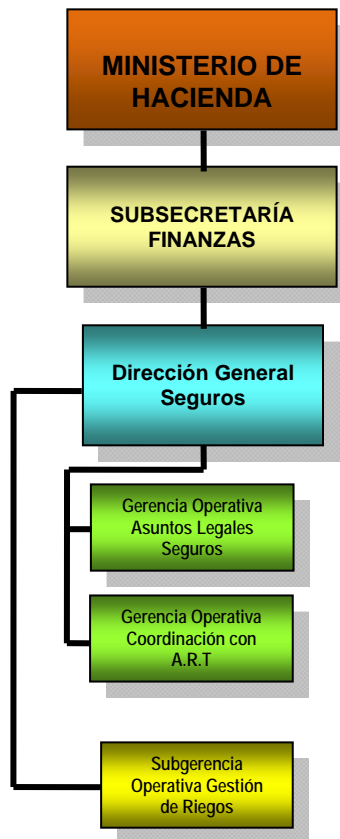 MINISTERIO DE
HACIENDA
SUBSECRETARÍA
FINANZAS
Dirección General
Seguros
Gerencia Operativa
Asuntos Legales
Seguros
Gerencia Operativa
Coordinación con
A.R.T
Subgerencia
Operativa Gestión
de Riegos